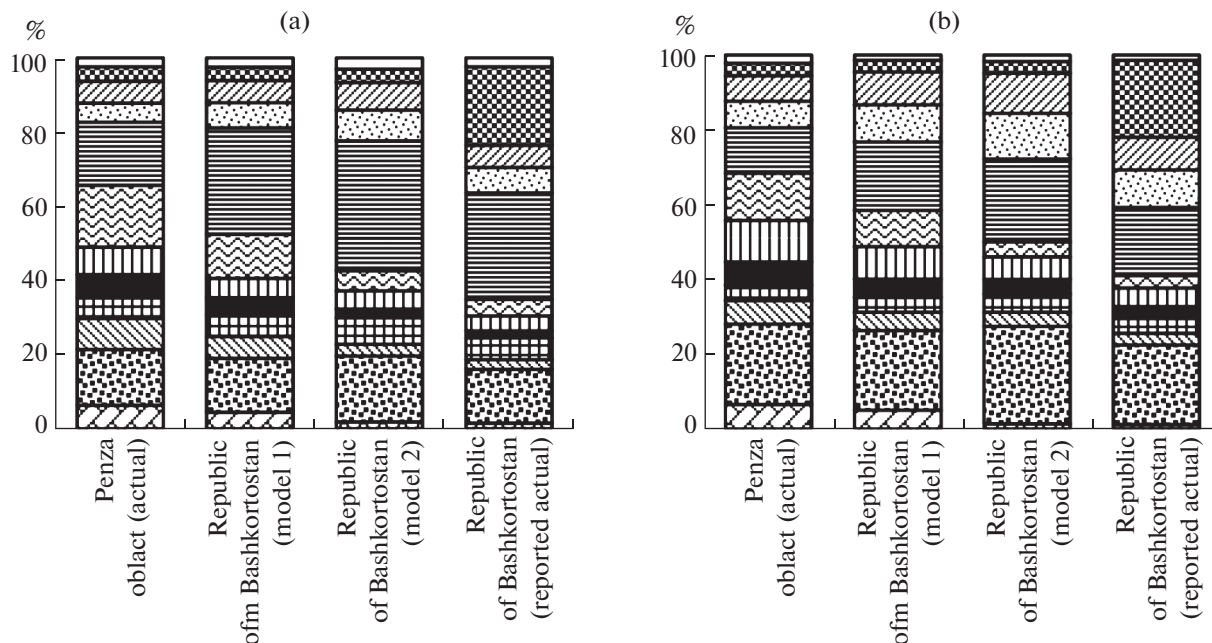 (a)
%
100
80
60
40
20
0
Penza
oblact (actual)
Republic
ofm Bashkortostan
(model 1)
Republic
of Bashkortostan
(model 2)
Republic
of Bashkortostan
(reported actual)
(b)
%
100
80
60
40
20
0
Penza
oblact (actual)
Republic
ofm Bashkortostan
(model 1)
Republic
of Bashkortostan
(model 2)
Republic
of Bashkortostan
(reported actual)